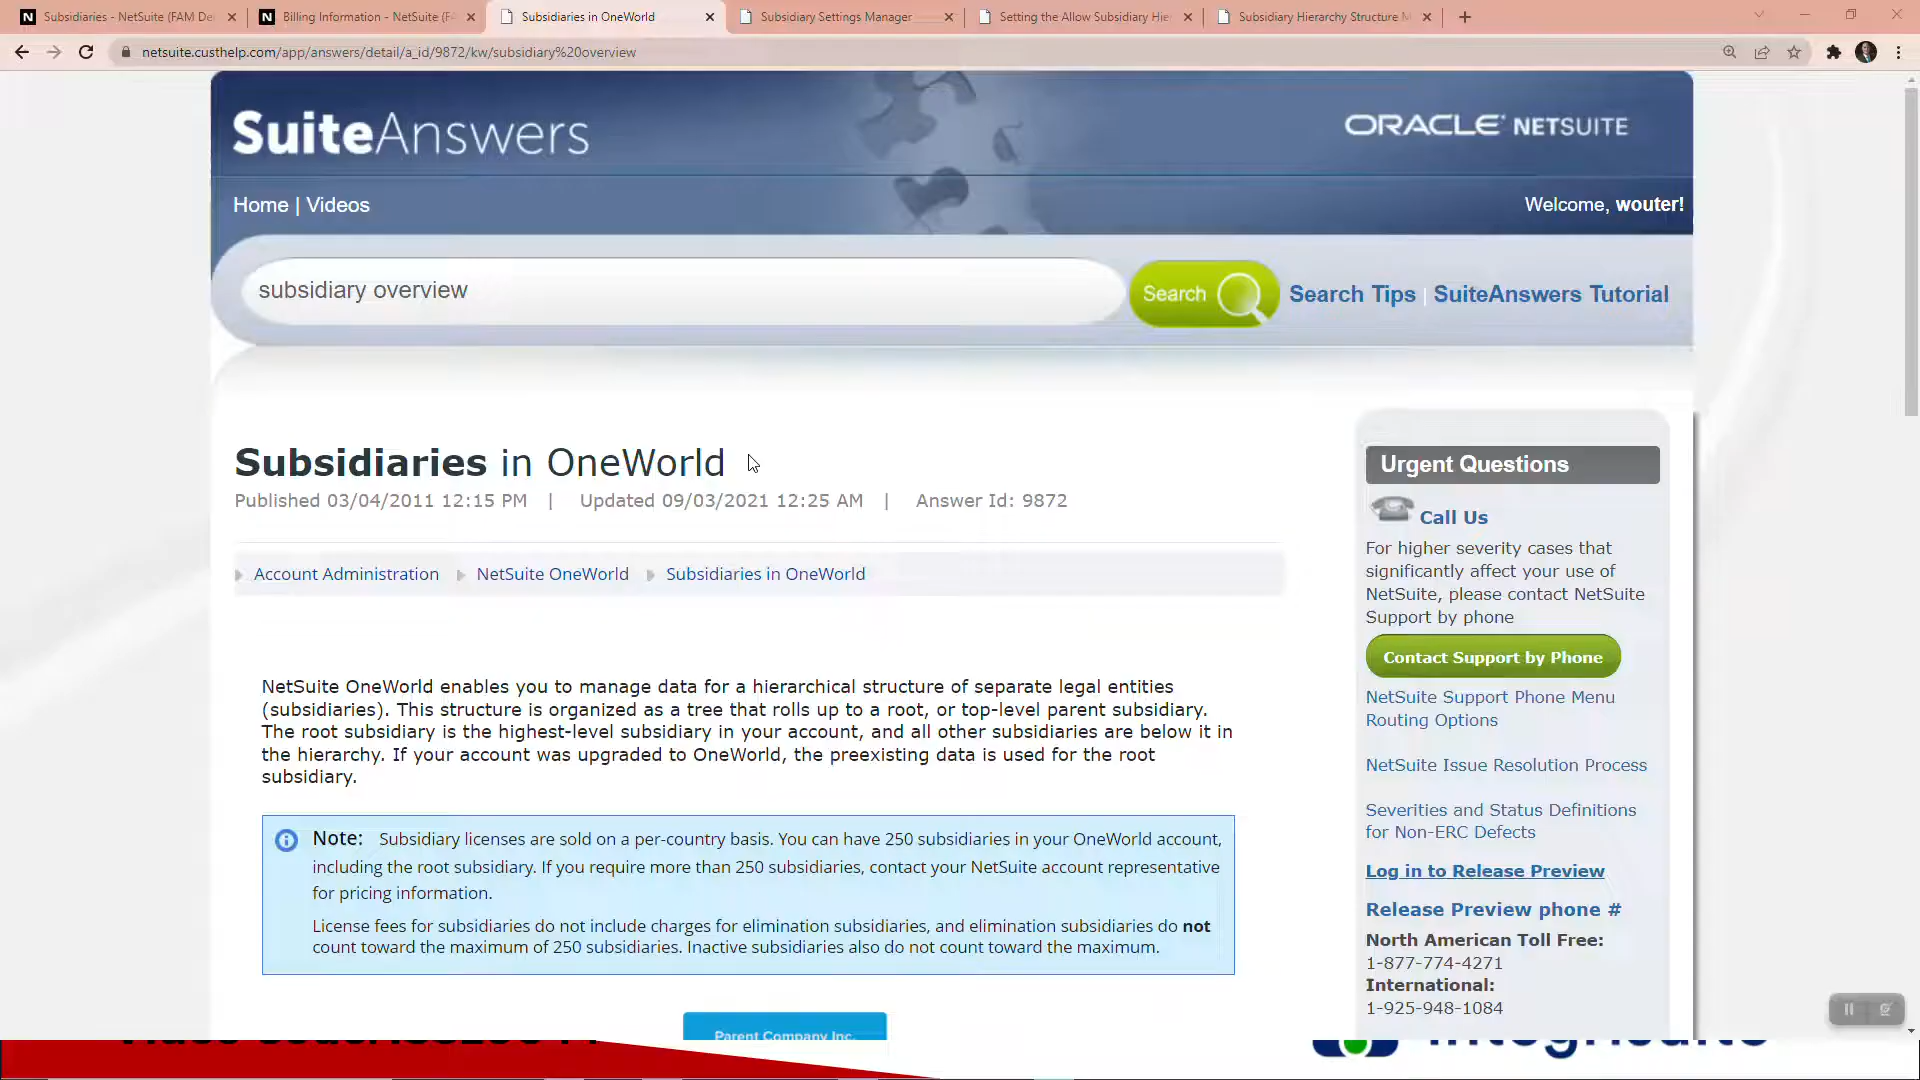 Subsidiaries - NetSuite (FAM De
Billing Information - NetSuite (FA
Subsidiaries in OneWorld
Subsidiary Settings Manager
Setting the Allow Subsidiary Hie
Subsidiary Hierarchy Structure M
netsuite.custhelp.com/app/answers/detail/a_id/9872/kw/subsidiary%20overview
SuiteAnswers
ORACLE NETSUITE
Home | Videos
Welcome, wouter!
subsidiary overview
Search
Search Tips | SuiteAnswers Tutorial
Subsidiaries in OneWorld
Published 03/04/2011 12:15 PM | Updated 09/03/2021 12:25 AM | Answer Id: 9872
Account Administration
NetSuite OneWorld
Subsidiaries in OneWorld
NetSuite OneWorld enables you to manage data for a hierarchical structure of separate legal entities
(subsidiaries). This structure is organized as a tree that rolls up to a root, or top-level parent subsidiary.
The root subsidiary is the highest-level subsidiary in your account, and all other subsidiaries are below it in
the hierarchy. If your account was upgraded to OneWorld, the preexisting data is used for the root
subsidiary.
Note: Subsidiary licenses are sold on a per-country basis. You can have 250 subsidiaries in your OneWorld account,
including the root subsidiary. If you require more than 250 subsidiaries, contact your NetSuite account representative
for pricing information.
License fees for subsidiaries do not include charges for elimination subsidiaries, and elimination subsidiaries do not
count toward the maximum of 250 subsidiaries. Inactive subsidiaries also do not count toward the maximum.
Parent Company Inc.
Urgent Questions
Call Us
For higher severity cases that
significantly affect your use of
NetSuite, please contact NetSuite
Support by phone
Contact Support by Phone
NetSuite Support Phone Menu
Routing Options
NetSuite Issue Resolution Process
Severities and Status Definitions
for Non-ERC Defects
Log in to Release Preview
Release Preview phone #
North American Toll Free:
1-877-774-4271
International:
1-925-948-1084